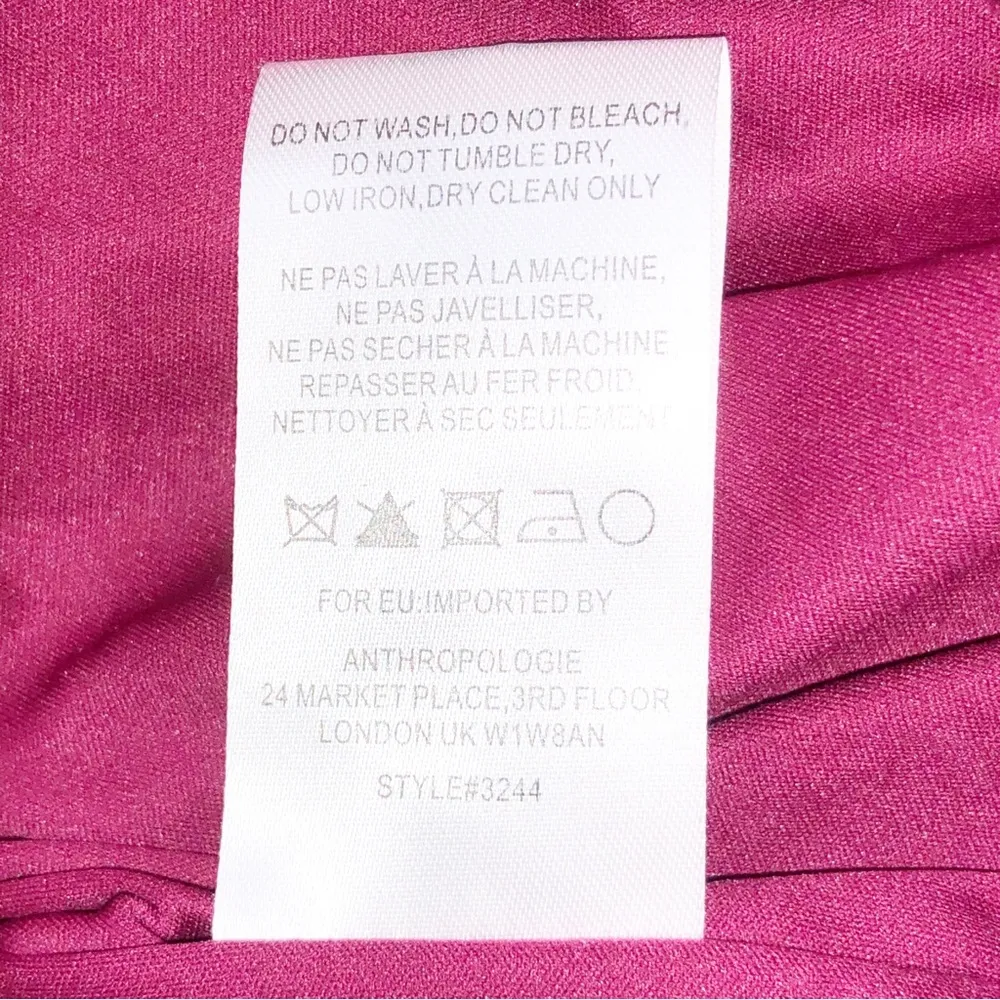 DO NOT WASH,DO NOT BLEACH,
DO NOT TUMBLE DRY,
LOW IRON,DRY CLEAN ONLY
NE PAS LAVER À LA MACHINE,
NE PAS JAVELLISER,
NE PAS SECHER À LA MACHINE
REPASSER AU FER FROID
NETTOYER À SEC SEULEMENT
FOR EU:IMPORTED BY
ANTHROPOLOGIE
24 MARKET PLACE,3RD FLOOR
LONDON UK W1W8AN
STYLE#3244